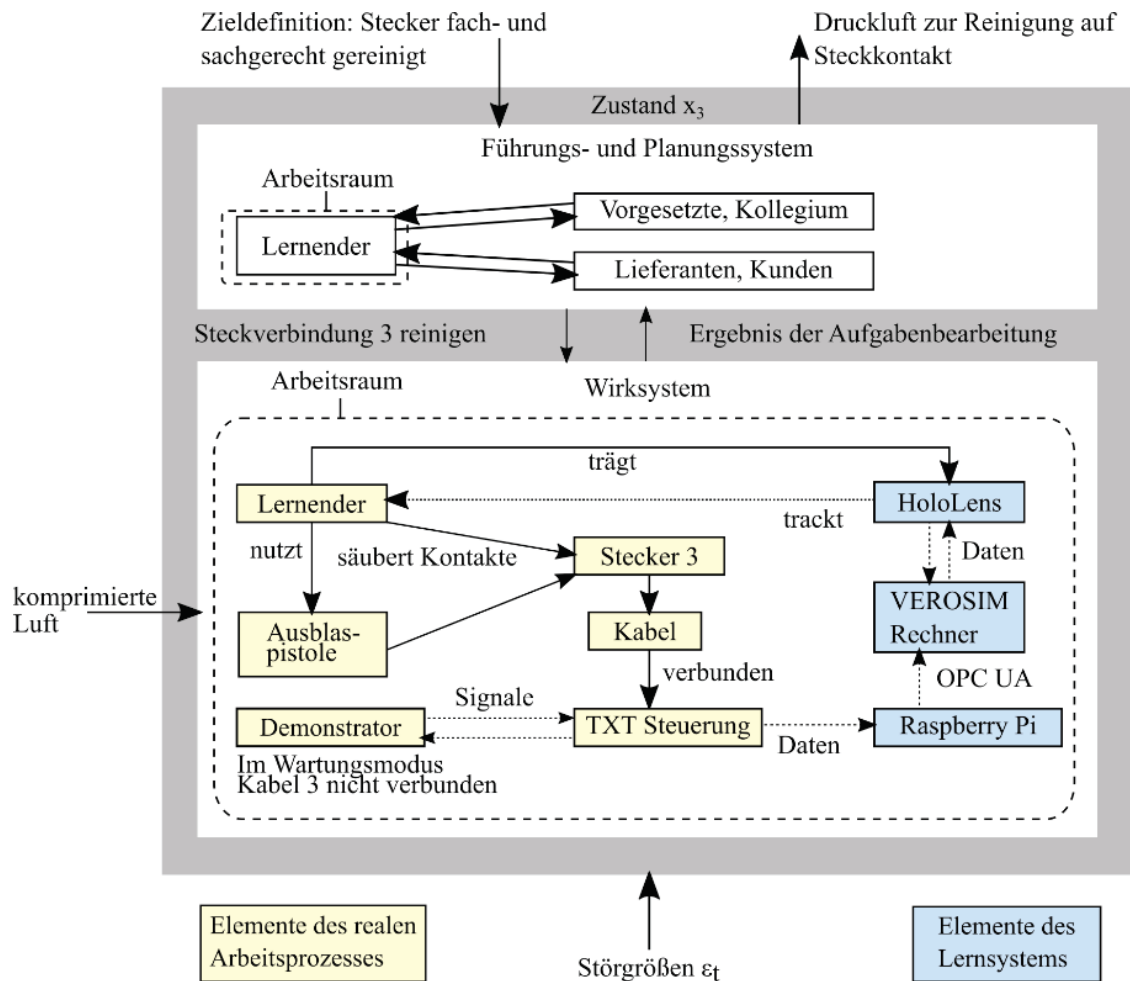 Zieldefinition: Stecker fach- und
sachgerecht gereinigt
Druckluft zur Reinigung auf
Steckkontakt
Zustand x₃
Führungs- und Planungssystem
Arbeitsraum
Lernender
Vorgesetzte, Kollegium
Lieferanten, Kunden
Steckverbindung 3 reinigen
Ergebnis der Aufgabenbearbeitung
Arbeitsraum
Wirksystem
trägt
Lernender
HoloLens
trackt
nutzt
säubert Kontakte
Stecker 3
Daten
komprimierte
Luft
Ausblas-
pistole
Kabel
VEROSIM
Rechner
verbunden
OPC UA
Signale
Demonstrator
TXT Steuerung
Daten
Raspberry Pi
Im Wartungsmodus
Kabel 3 nicht verbunden
Elemente des realen
Arbeitsprozesses
Störgrößen εt
Elemente des
Lernsystems